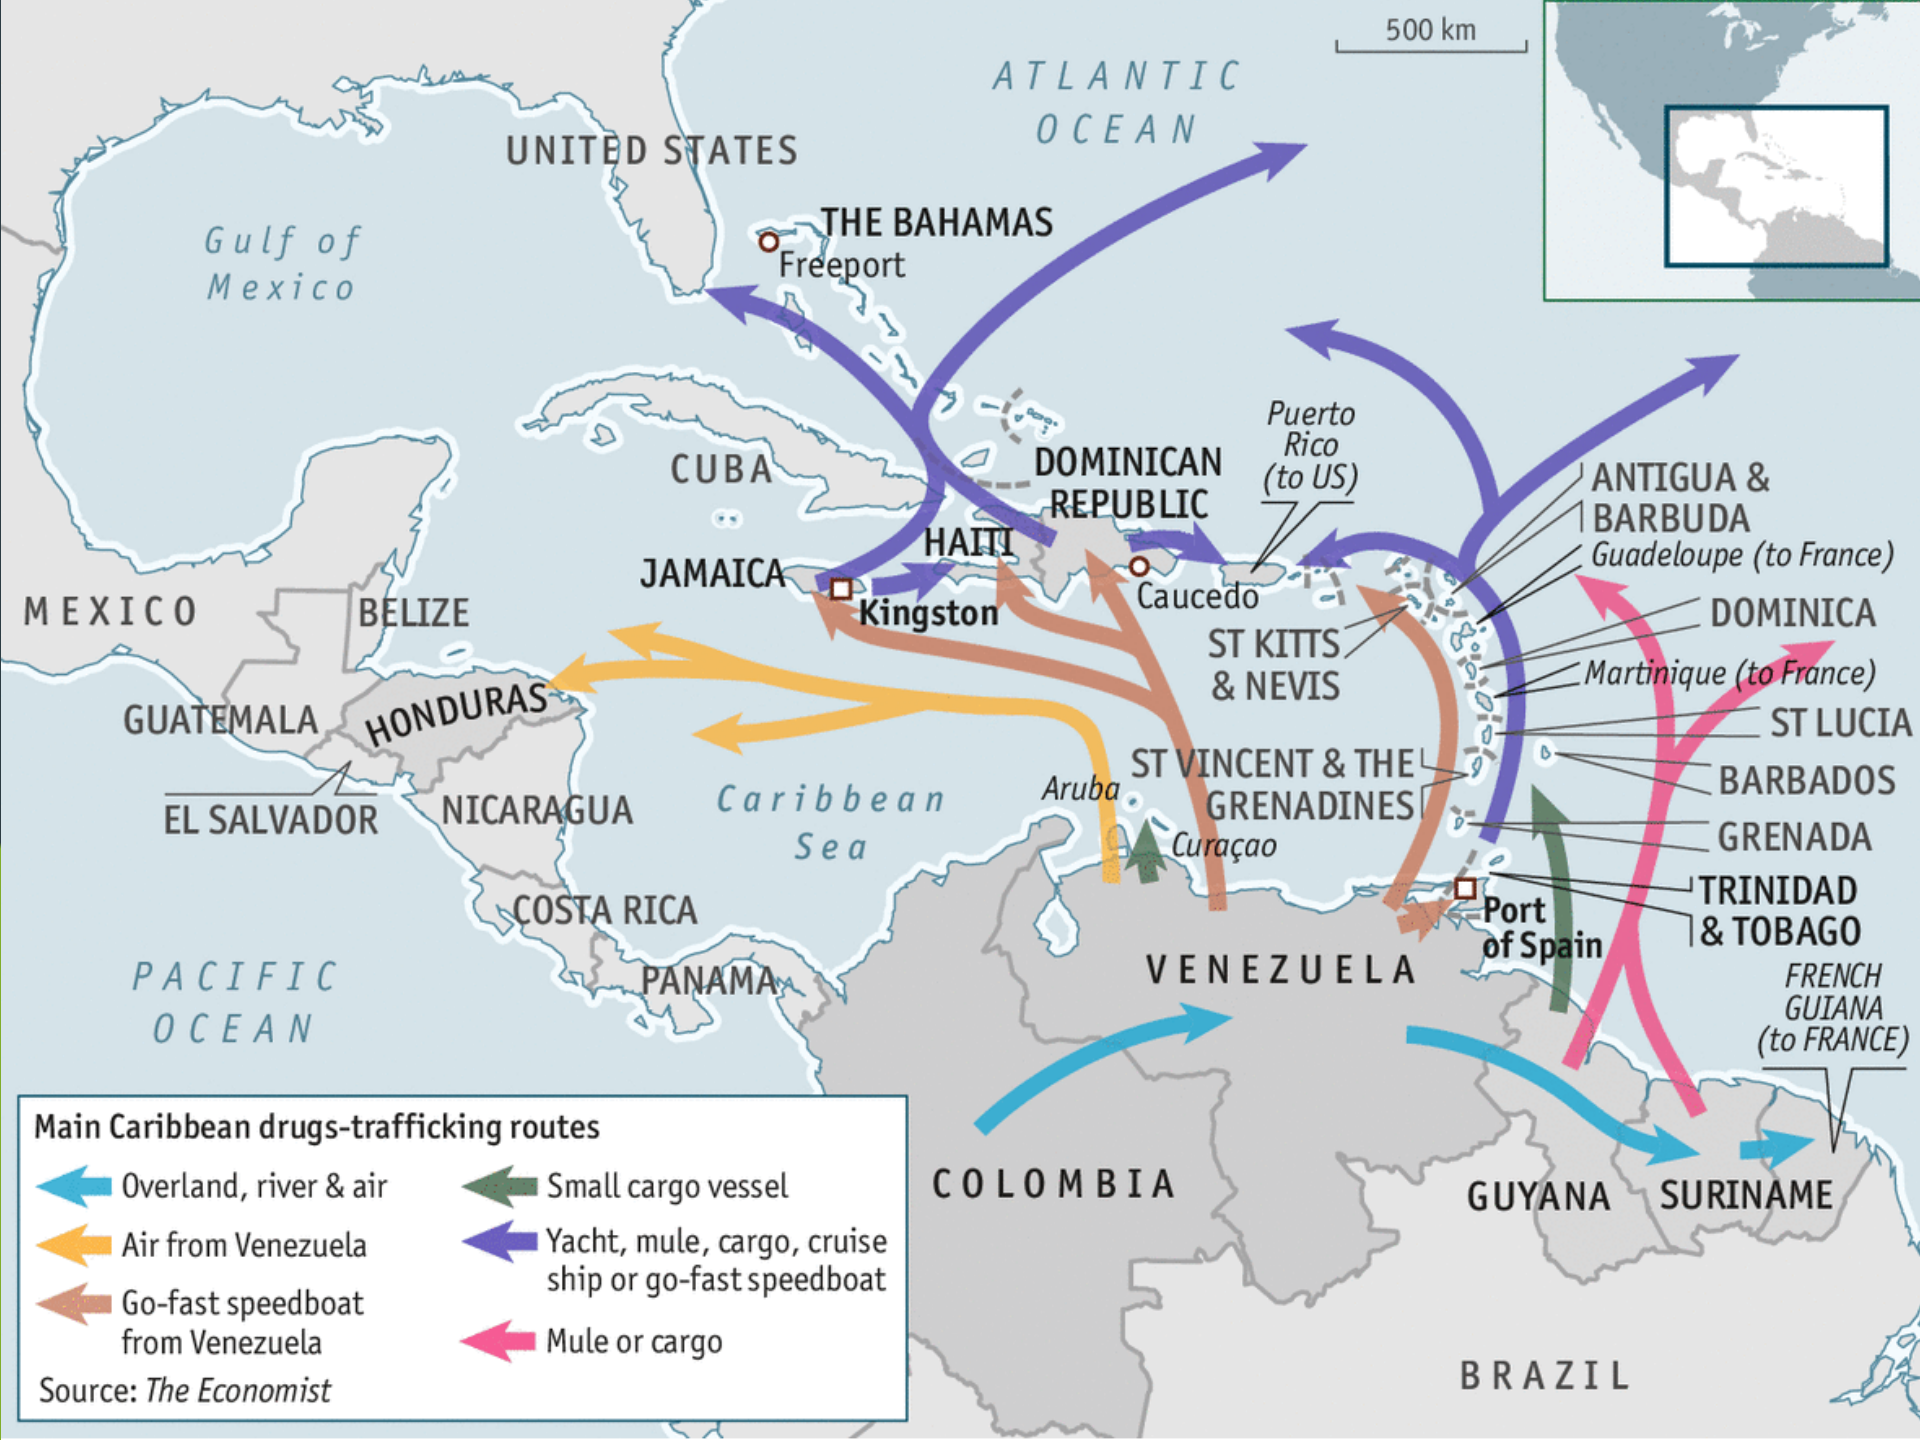 500 km
ATLANTIC
OCEAN
UNITED STATES
THE BAHAMAS
Freeport
Gulf of
Mexico
Puerto
Rico
(to US)
CUBA
DOMINICAN
REPUBLIC
ANTIGUA &
BARBUDA
HAITI
Guadeloupe (to France)
JAMAICA
Kingston
Caucedo
MEXICO
BELIZE
DOMINICA
ST KITTS
& NEVIS
Martinique (to France)
GUATEMALA
HONDURAS
ST LUCIA
ST VINCENT & THE
GRENADINES
BARBADOS
Aruba
Caribbean
Sea
EL SALVADOR
NICARAGUA
GRENADA
Curaçao
TRINIDAD
& TOBAGO
COSTA RICA
Port
of Spain
PACIFIC
OCEAN
PANAMA
VENEZUELA
FRENCH
GUIANA
(to FRANCE)
COLOMBIA
GUYANA
SURINAME
BRAZIL
Main Caribbean drugs-trafficking routes
Overland, river & air
Air from Venezuela
Go-fast speedboat
from Venezuela
Small cargo vessel
Yacht, mule, cargo, cruise
ship or go-fast speedboat
Mule or cargo
Source: The Economist